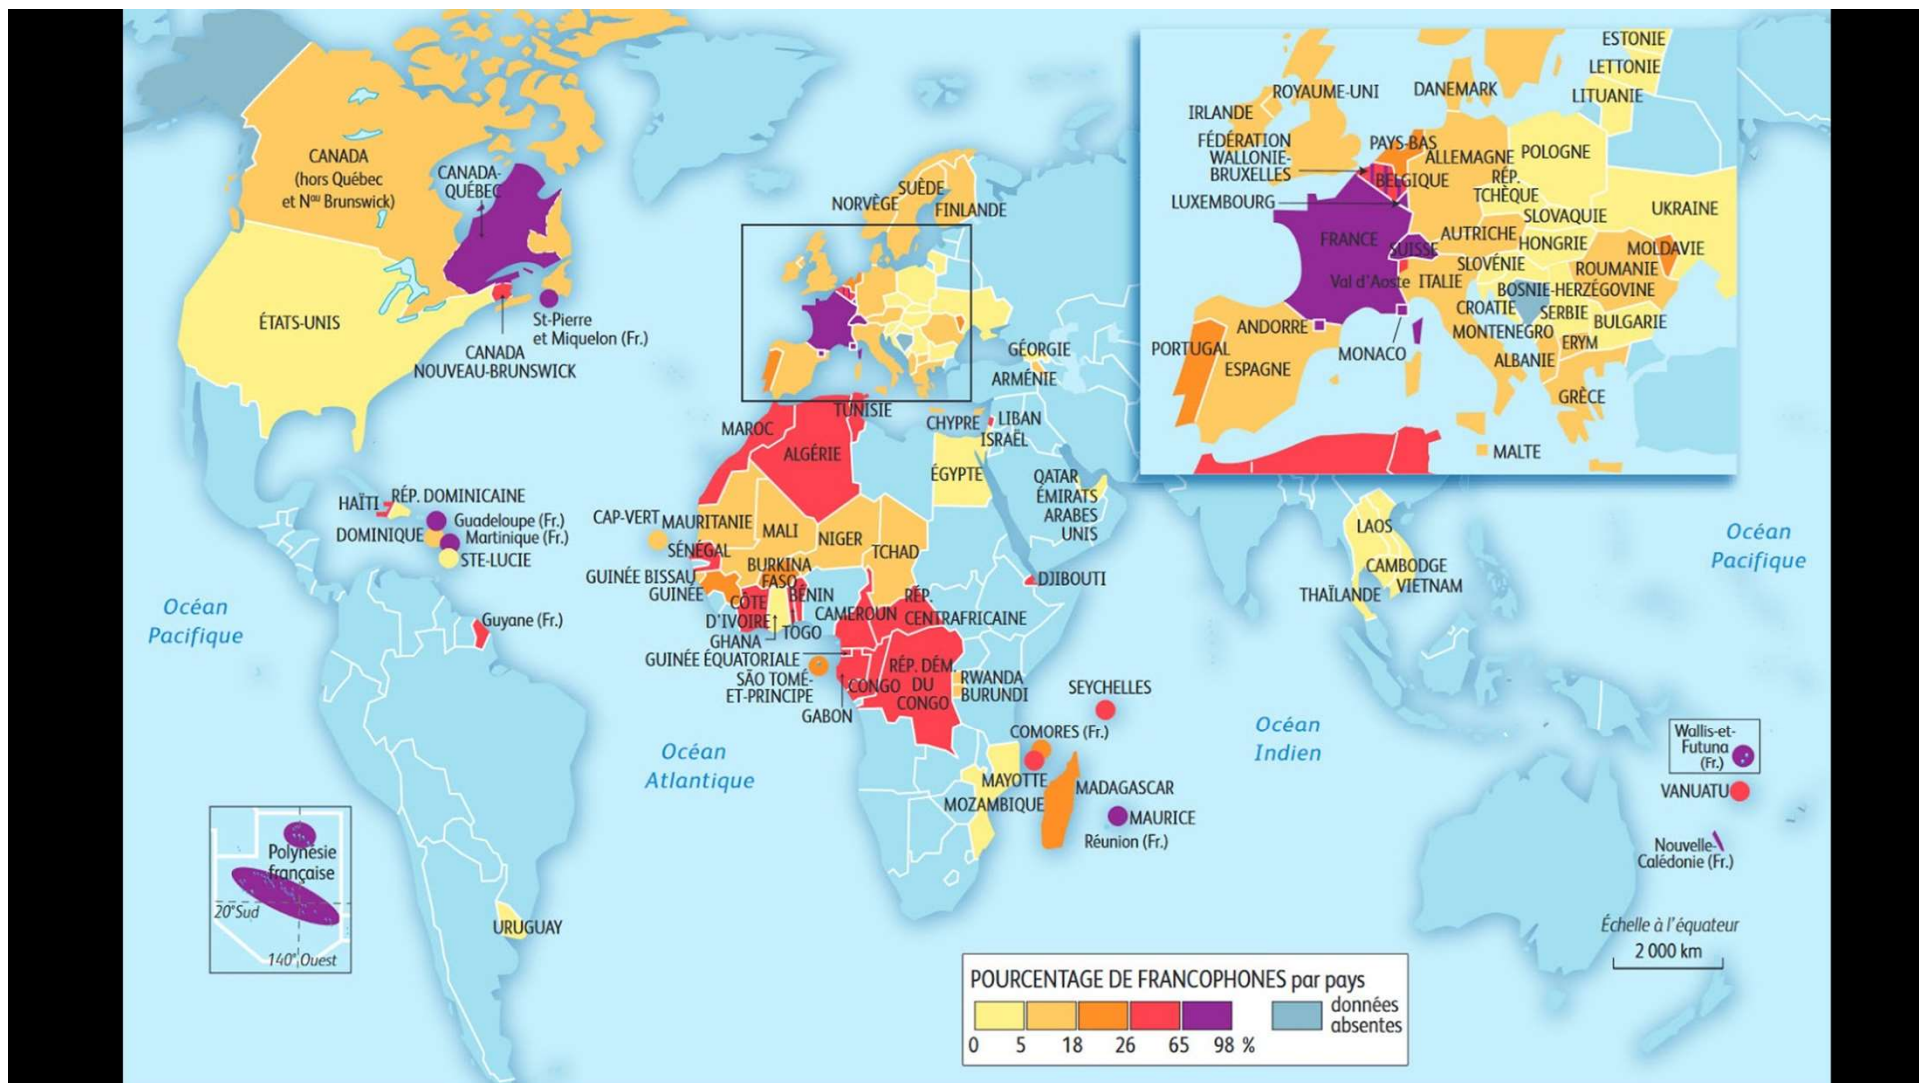 CANADA
(hors Québec
et Nau Brunswick)
CANADA-
QUÉBEC
ÉTATS-UNIS
St-Pierre
et Miquelon (Fr.)
CANADA
NOUVEAU-BRUNSWICK
HAÏTI
RÉP. DOMINICAINE
Guadeloupe (Fr.)
DOMINIQUE
Martinique (Fr.)
STE-LUCIE
Guyane (Fr.)
Océan
Pacifique
URUGUAY
Polynésie
française
20°Sud
140° Ouest
Océan
Atlantique
NORVÈGE
SUÈDE
FINLANDE
GÉORGIE
ARMÉNIE
TUNISIE
MAROC
ALGÉRIE
CHYPRE
LIBAN
ISRAËL
ÉGYPTE
QATAR
ÉMIRATS
ARABES
UNIS
CAP-VERT
MAURITANIE
MALI
NIGER
TCHAD
SÉNÉGAL
GUINÉE BISSAU
GUINÉE
BURKINA
FASO
BÉNIN
CÔTE
D'IVOIRE
GHANA
TOGO
CAMEROUN
RÉP.
CENTRAFRICAINE
DJIBOUTI
GUINÉE ÉQUATORIALE
SÃO TOMÉ-
ET-PRINCIPE
GABON
CONGO
RÉP. DÉM.
DU
CONGO
RWANDA
BURUNDI
SEYCHELLES
COMORES (Fr.)
MAYOTTE
MOZAMBIQUE
MADAGASCAR
MAURICE
Réunion (Fr.)
Océan
Indien
LAOS
CAMBODGE
VIETNAM
THAÏLANDE
Océan
Pacifique
Wallis-et-
Futuna
(Fr.)
VANUATU
Nouvelle-
Calédonie (Fr.)
Échelle à l'équateur
2 000 km
ESTONIE
LETTONIE
LITUANIE
DANEMARK
ROYAUME-UNI
IRLANDE
FÉDÉRATION
WALLONIE-
BRUXELLES
PAYS-BAS
ALLEMAGNE
POLOGNE
BELGIQUE
RÉP.
TCHÈQUE
LUXEMBOURG
SLOVAQUIE
UKRAINE
FRANCE
SUISSE
AUTRICHE
HONGRIE
MOLDAVIE
SLOVÉNIE
ROUMANIE
Val d'Aoste
ITALIE
BOSNIE-HERZÉGOVINE
CROATIE
SERBIE
BULGARIE
ANDORRE
MONTENEGRO
ERYM
PORTUGAL
MONACO
ALBANIE
ESPAGNE
GRÈCE
MALTE
POURCENTAGE DE FRANCOPHONES par pays
données
absentes
0 5 18 26 65 98 %